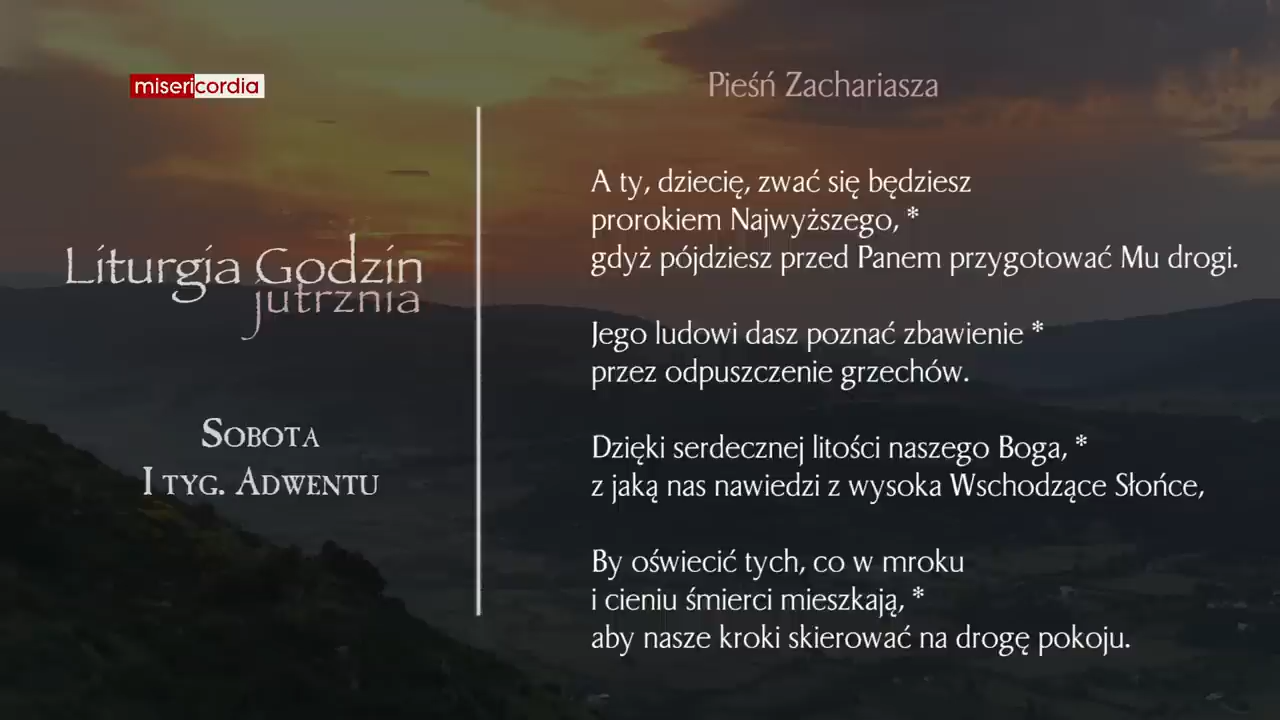 misericordia
Pieśń Zachariasza
Liturgia Godzin
jutrznia
Sobota
I tyg. Adwentu
A ty, dziecię, zwać się będziesz
prorokiem Najwyższego, *
gdyż pójdziesz przed Panem przygotować Mu drogi.
Jego ludowi dasz poznać zbawienie *
przez odpuszczenie grzechów.
Dzięki serdecznej litości naszego Boga, *
z jaką nas nawiedzi z wysoka Wschodzące Słońce,
By oświecić tych, co w mroku
i cieniu śmierci mieszkają, *
aby nasze kroki skierować na drogę pokoju.